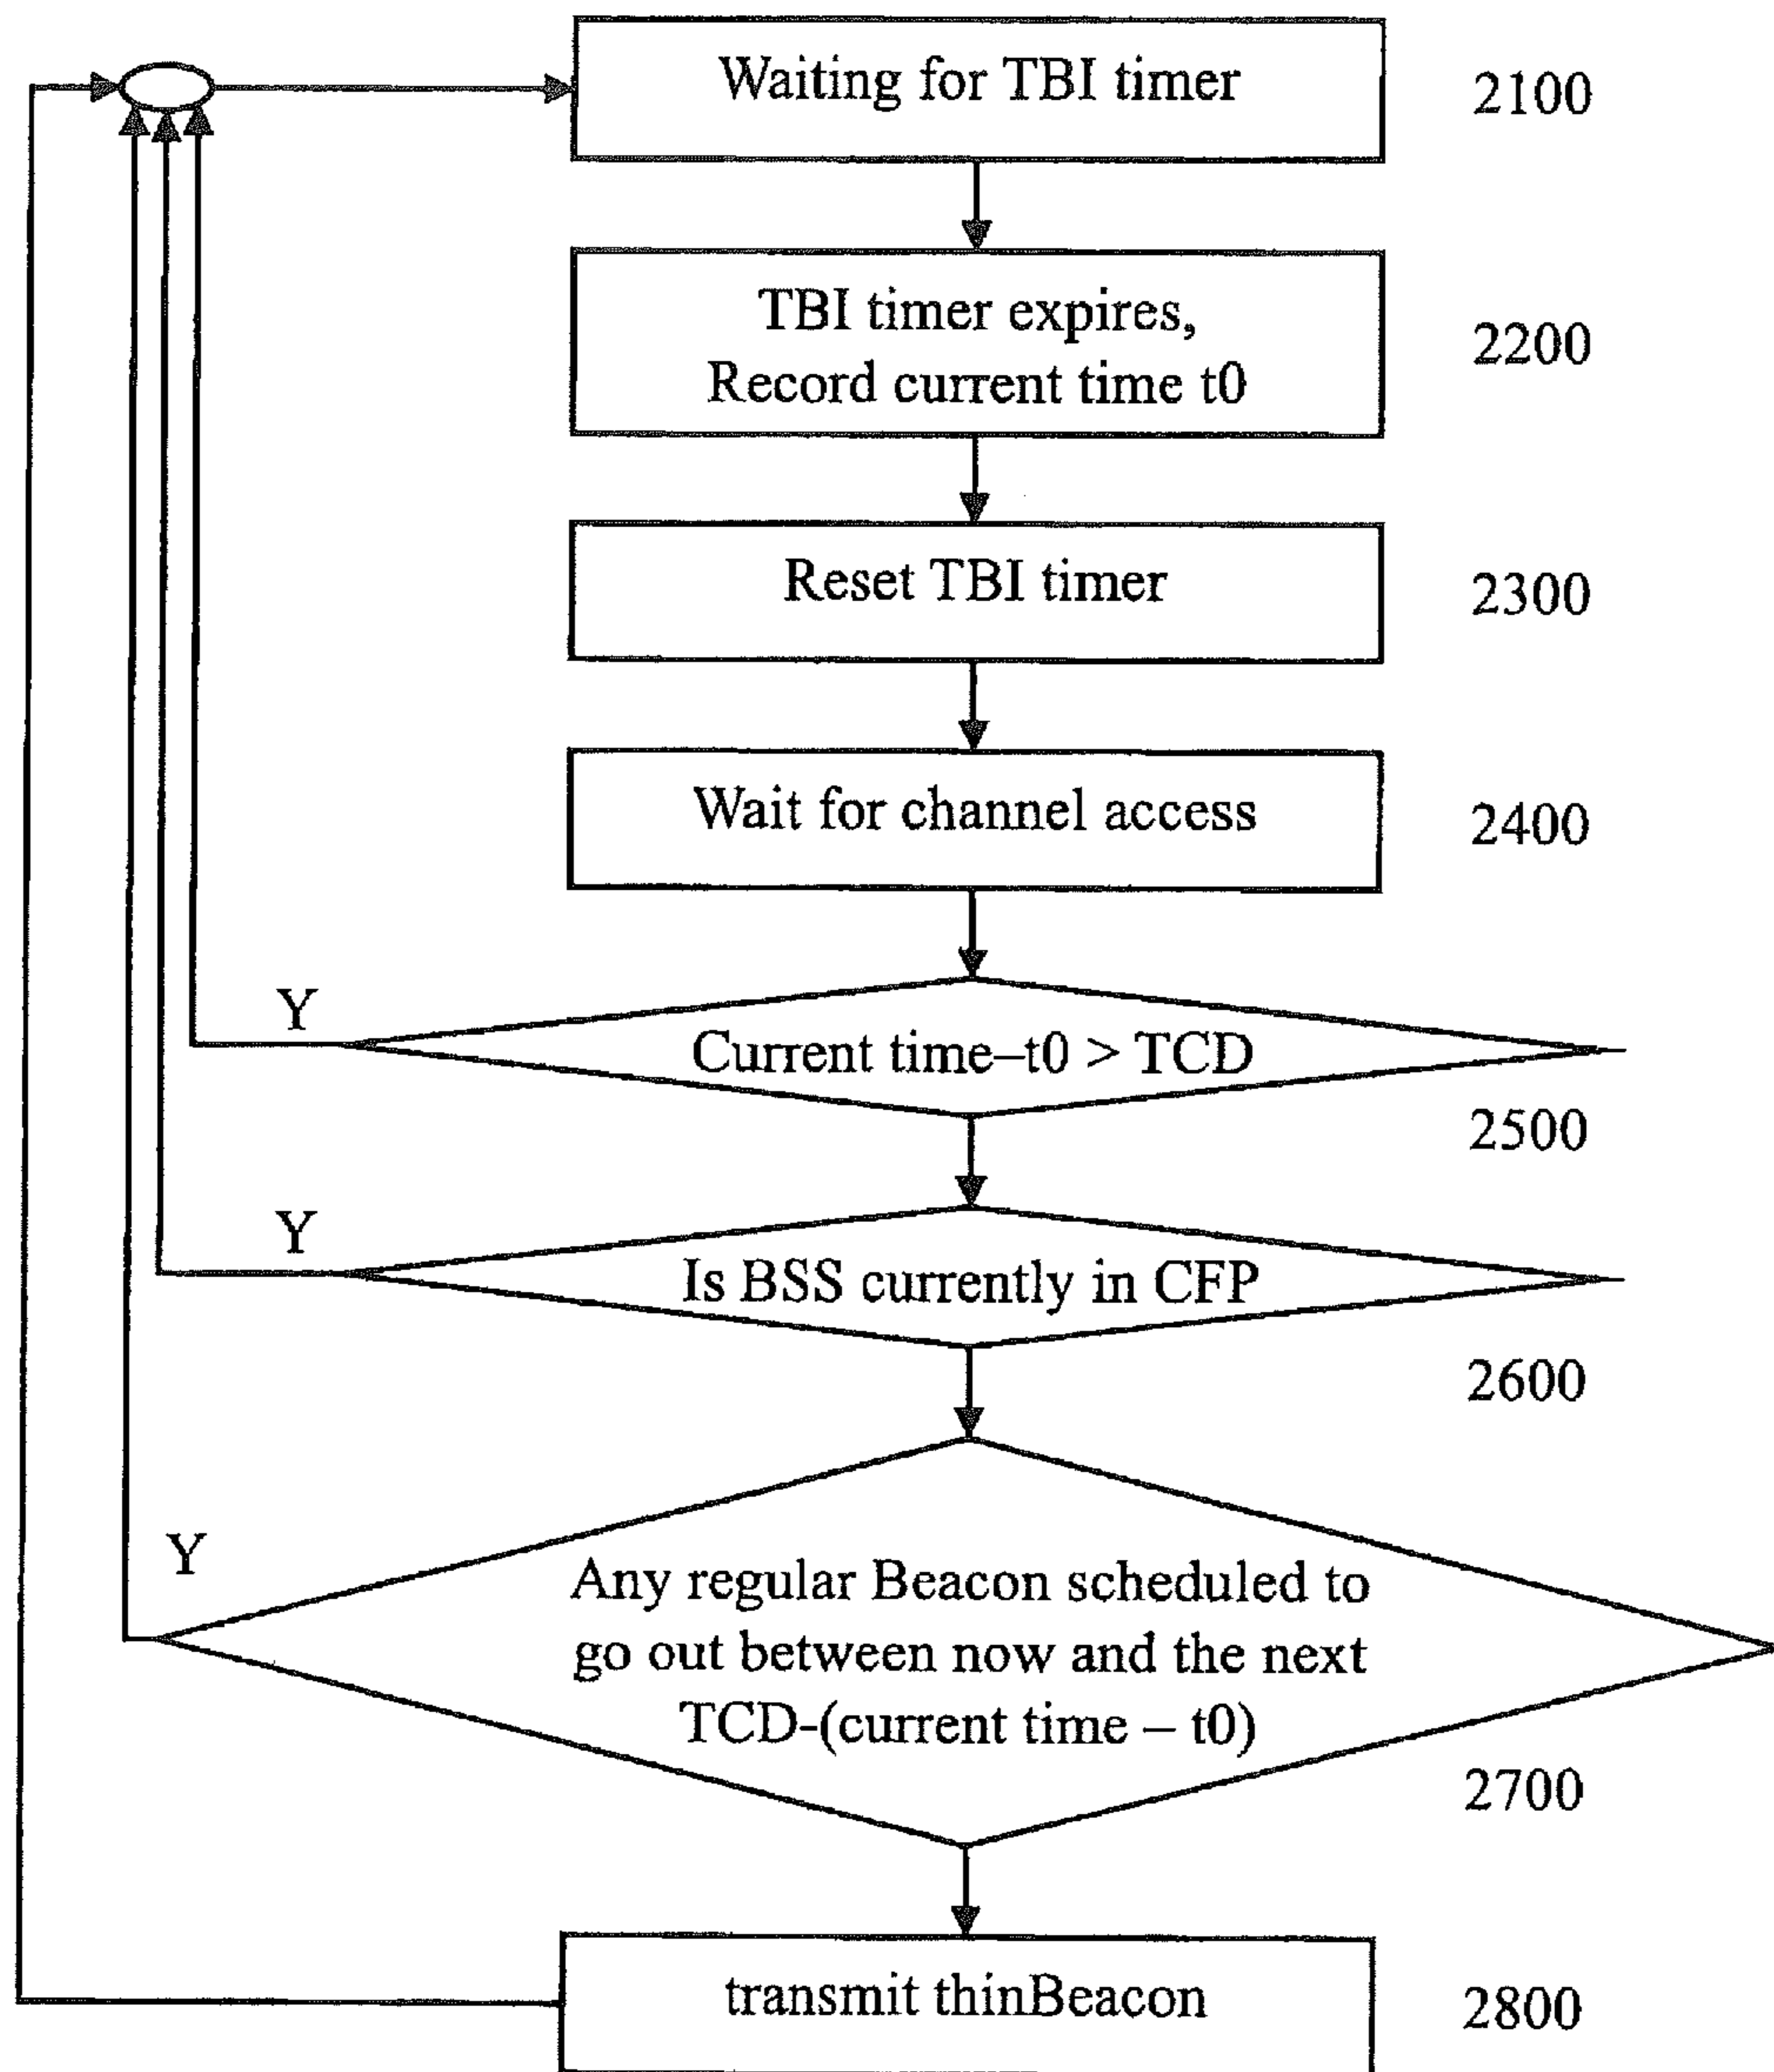 Waiting for TBI timer
2100
TBI timer expires,
Record current time t0
2200
Reset TBI timer
2300
Wait for channel access
2400
Y
Current time–t0 > TCD
2500
Y
Is BSS currently in CFP
2600
Y
Any regular Beacon scheduled to
go out between now and the next
TCD-(current time – t0)
2700
transmit thinBeacon
2800